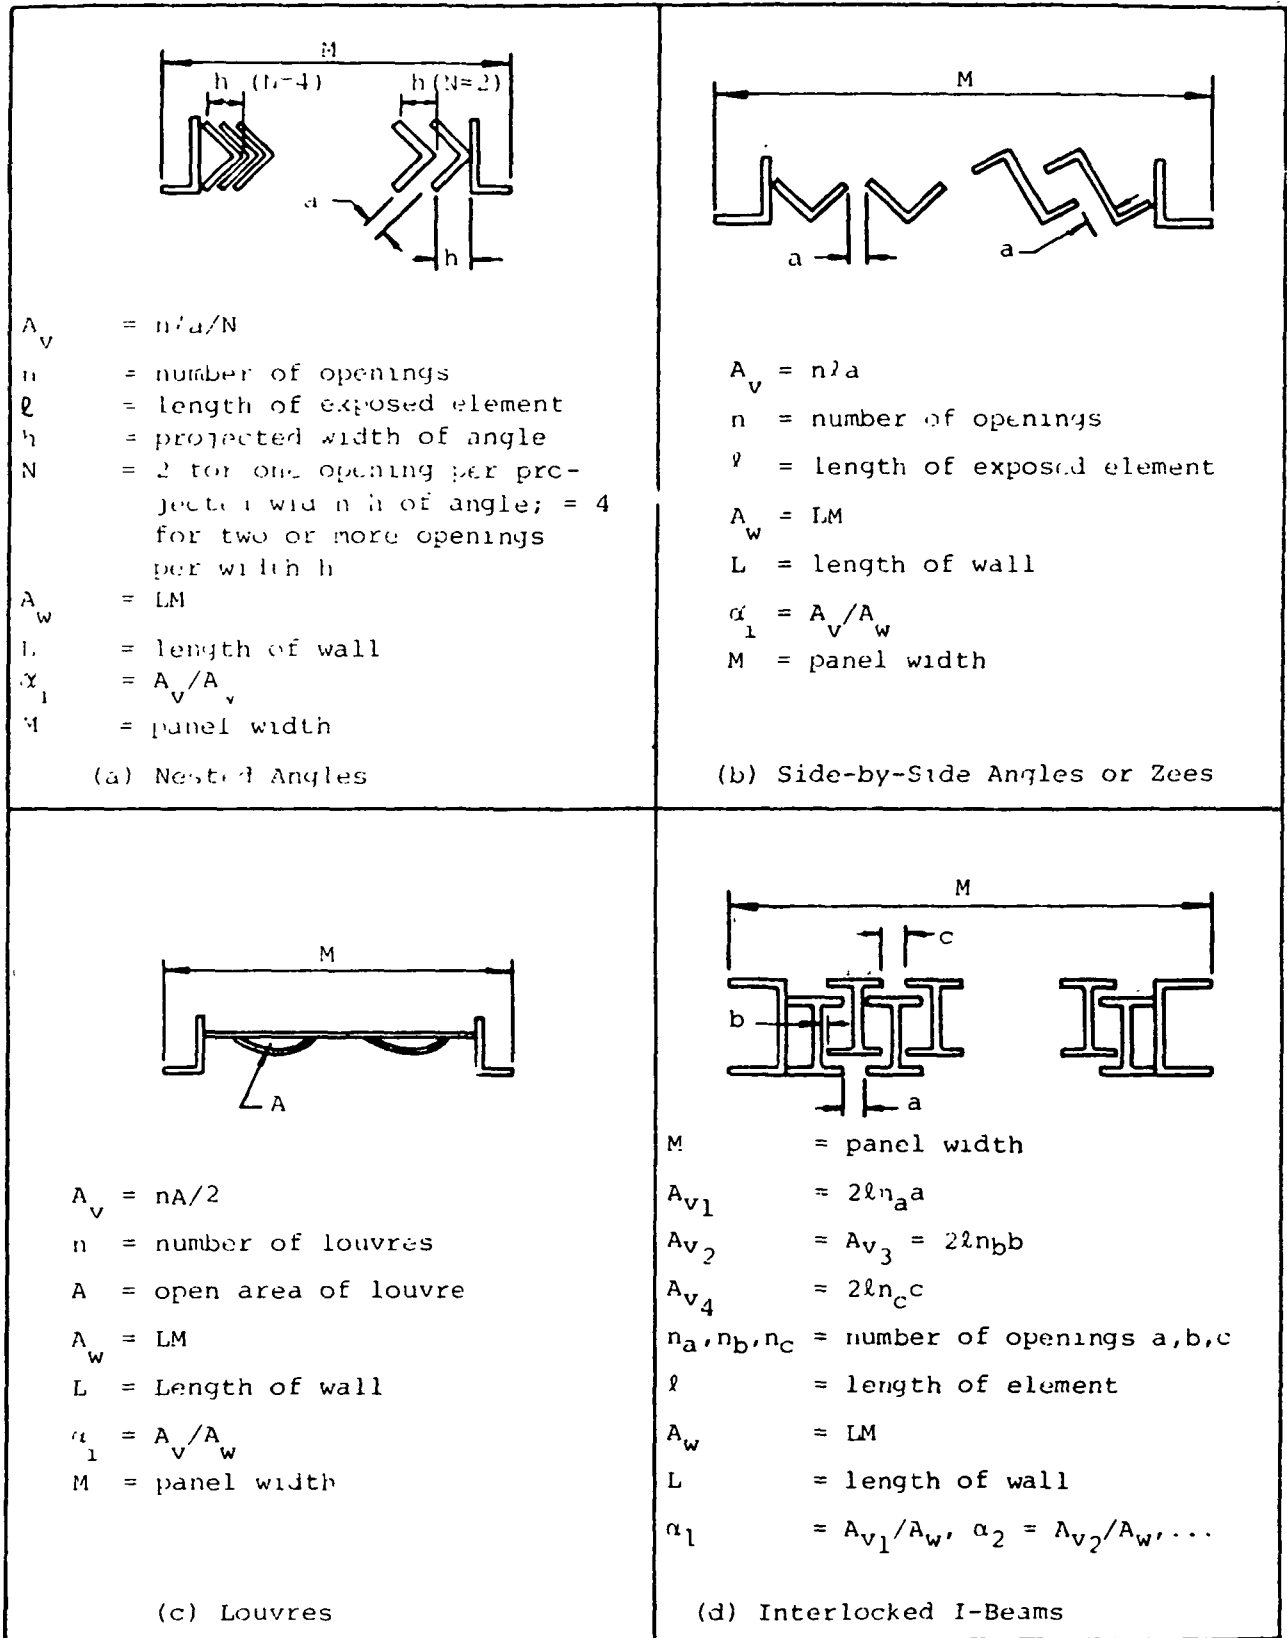 M
h (N=4)
h(N=2)
a
h
A_v = nℓa/N
n = number of openings
ℓ = length of exposed element
h = projected width of angle
N = 2 for one opening per pro-
jected width h of angle; = 4
for two or more openings
per width h
A_w = LM
L = length of wall
α_1 = A_v/A_w
M = panel width
(a) Nested Angles
M
a
a
A_v = nℓa
n = number of openings
ℓ = length of exposed element
A_w = LM
L = length of wall
α_1 = A_v/A_w
M = panel width
(b) Side-by-Side Angles or Zees
M
A
A_v = nA/2
n = number of louvres
A = open area of louvre
A_w = LM
L = Length of wall
α_1 = A_v/A_w
M = panel width
(c) Louvres
M
c
b
a
M = panel width
A_v1 = 2ℓn_a a
A_v2 = A_v3 = 2ℓn_b b
A_v4 = 2ℓn_c c
n_a,n_b,n_c = number of openings a,b,c
ℓ = length of element
A_w = LM
L = length of wall
α_1 = A_v1/A_w, α_2 = A_v2/A_w,...
(d) Interlocked I-Beams